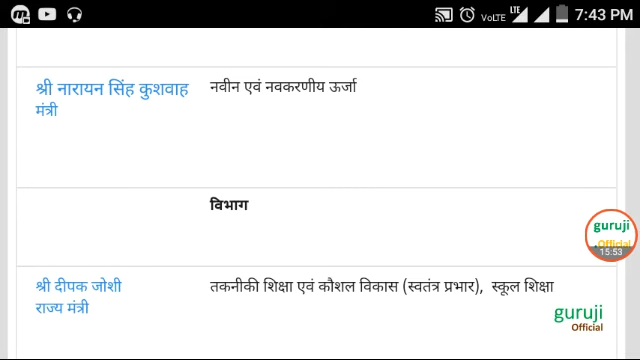 VoLTE LTE 7:43 PM
श्री नारायन सिंह कुशवाह नवीन एवं नवकरणीय ऊर्जा
मंत्री
विभाग
guruji
Official
15:53
श्री दीपक जोशी तकनीकी शिक्षा एवं कौशल विकास (स्वतंत्र प्रभार), स्कूल शिक्षा
राज्य मंत्री
guruji
Official